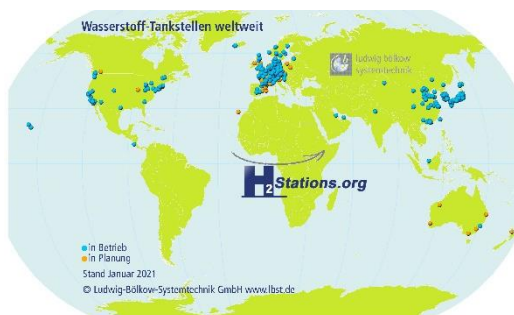 Wasserstoff-Tankstellen weltweit
ludwig bölkow
systemtechnik
H2Stations.org
in Betrieb
in Planung
Stand Januar 2021
© Ludwig-Bölkow-Systemtechnik GmbH www.lbst.de